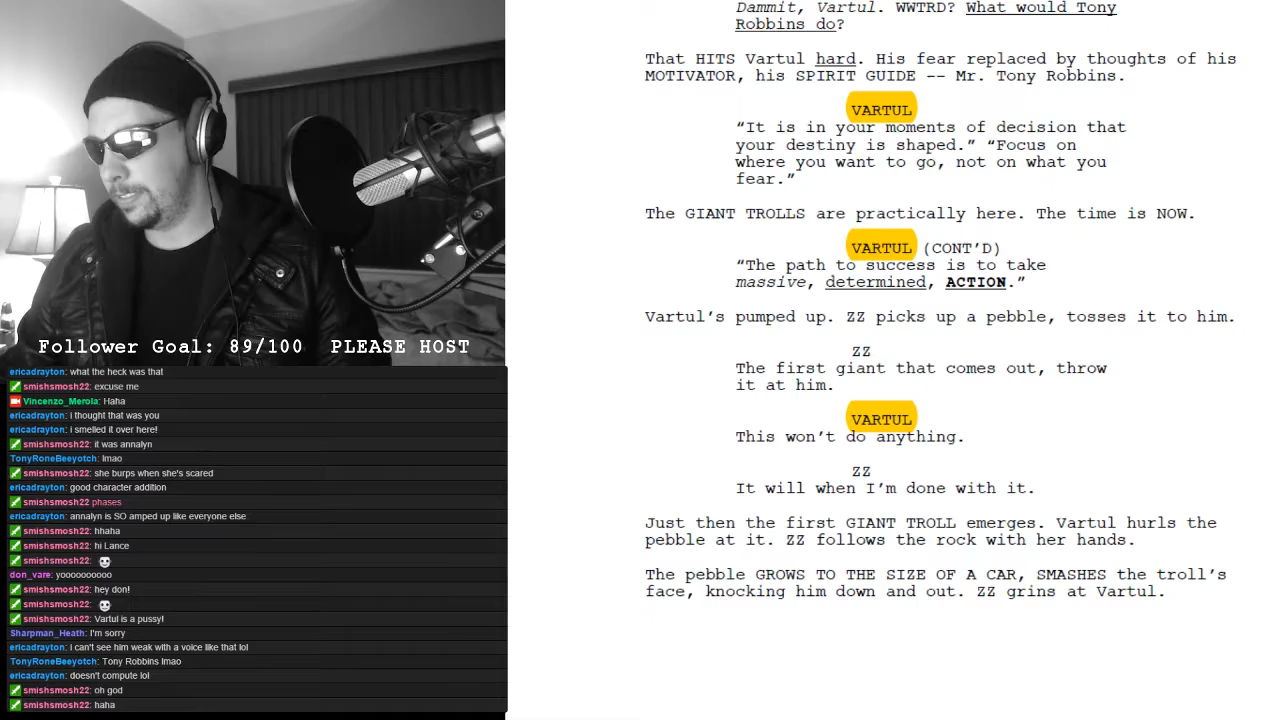 Follower Goal: 89/100 PLEASE HOST
ericadrayton: what the heck was that
smishsmosh22: excuse me
Vincenzo_Merola: Haha
ericadrayton: i thought that was you
ericadrayton: i smelled it over here!
smishsmosh22: it was annalyn
TonyRoneBeeyotch: lmao
smishsmosh22: she burps when she's scared
ericadrayton: good character addition
smishsmosh22 phases
ericadrayton: annalyn is SO amped up like everyone else
smishsmosh22: hhaha
smishsmosh22: hi Lance
smishsmosh22:
don_vare: yoooooooooo
smishsmosh22: hey don!
smishsmosh22:
smishsmosh22: Vartul is a pussy!
Sharpman_Heath: I'm sorry
ericadrayton: i can't see him weak with a voice like that lol
TonyRoneBeeyotch: Tony Robbins lmao
ericadrayton: doesn't compute lol
smishsmosh22: oh god
smishsmosh22: haha
Dammit, Vartul. WWTRD? What would Tony
Robbins do?
That HITS Vartul hard. His fear replaced by thoughts of his
MOTIVATOR, his SPIRIT GUIDE -- Mr. Tony Robbins.
VARTUL
“It is in your moments of decision that
your destiny is shaped.” “Focus on
where you want to go, not on what you
fear.”
The GIANT TROLLS are practically here. The time is NOW.
VARTUL (CONT’D)
“The path to success is to take
massive, determined, ACTION.”
Vartul’s pumped up. ZZ picks up a pebble, tosses it to him.
ZZ
The first giant that comes out, throw
it at him.
VARTUL
This won’t do anything.
ZZ
It will when I’m done with it.
Just then the first GIANT TROLL emerges. Vartul hurls the
pebble at it. ZZ follows the rock with her hands.
The pebble GROWS TO THE SIZE OF A CAR, SMASHES the troll’s
face, knocking him down and out. ZZ grins at Vartul.